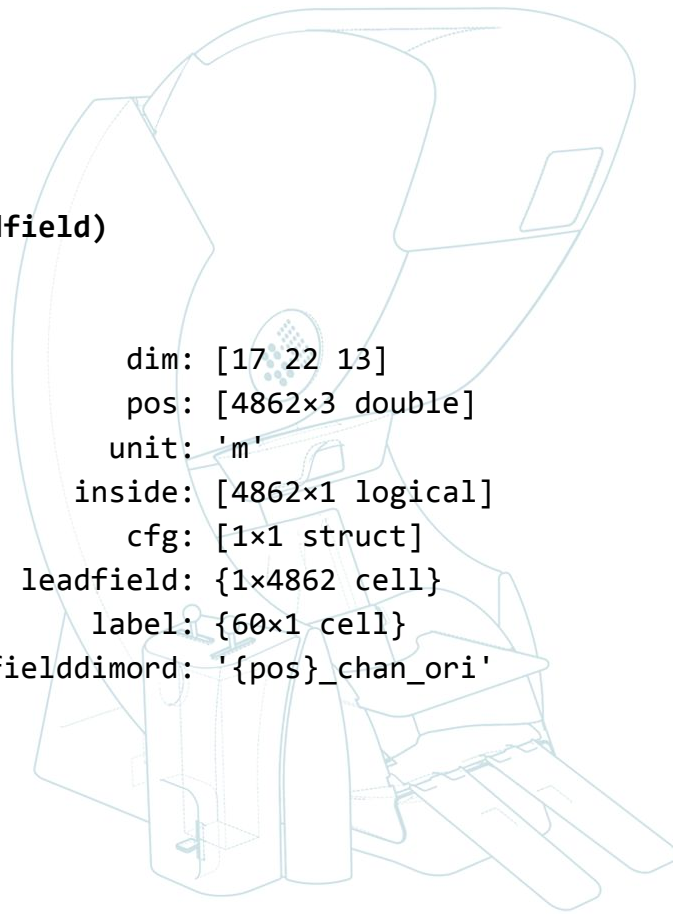 lfield)
dim: [17 22 13]
pos: [4862×3 double]
unit: 'm'
inside: [4862×1 logical]
cfg: [1×1 struct]
leadfield: {1×4862 cell}
label: {60×1 cell}
fielddimord: '{pos}_chan_ori'